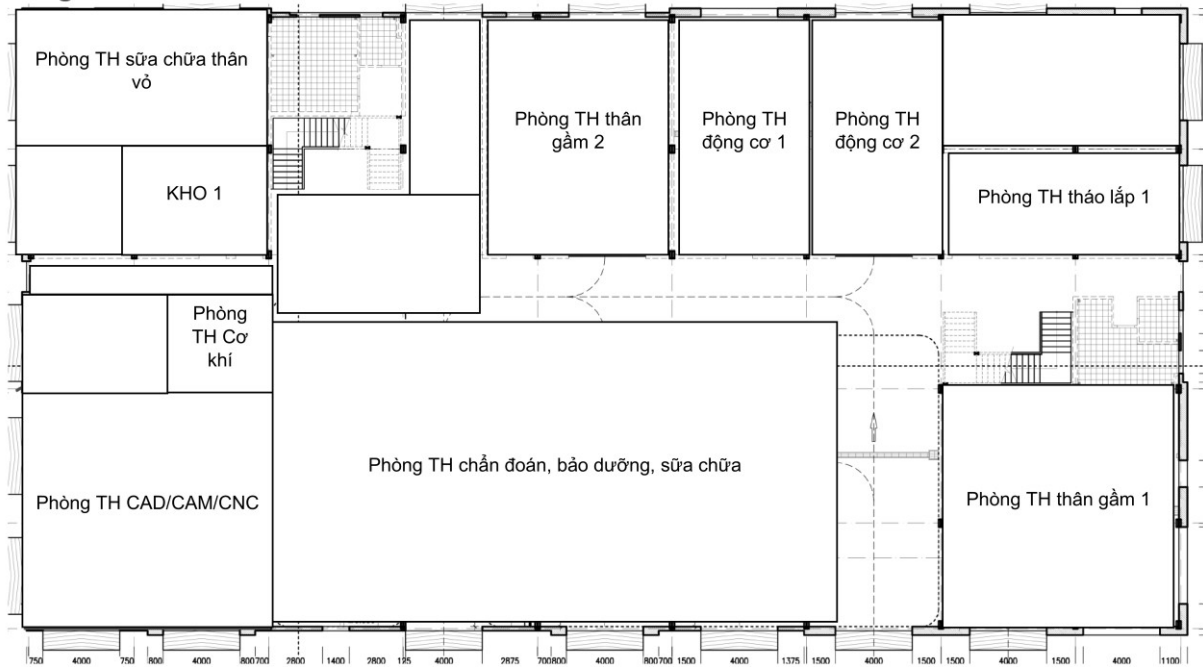 Phòng TH sữa chữa thân
vỏ
Phòng TH thân
gầm 2
Phòng TH
động cơ 1
Phòng TH
động cơ 2
KHO 1
Phòng TH tháo lắp 1
Phòng
TH Cơ
khí
Phòng TH chẩn đoán, bảo dưỡng, sữa chữa
Phòng TH CAD/CAM/CNC
Phòng TH thân gầm 1
750 4000 750 800 4000 800 700 2800 1400 2800 125 4000 2875 700 800 4000 800 700 1500 4000 1375 1500 4000 1500 1500 4000 4000 1100